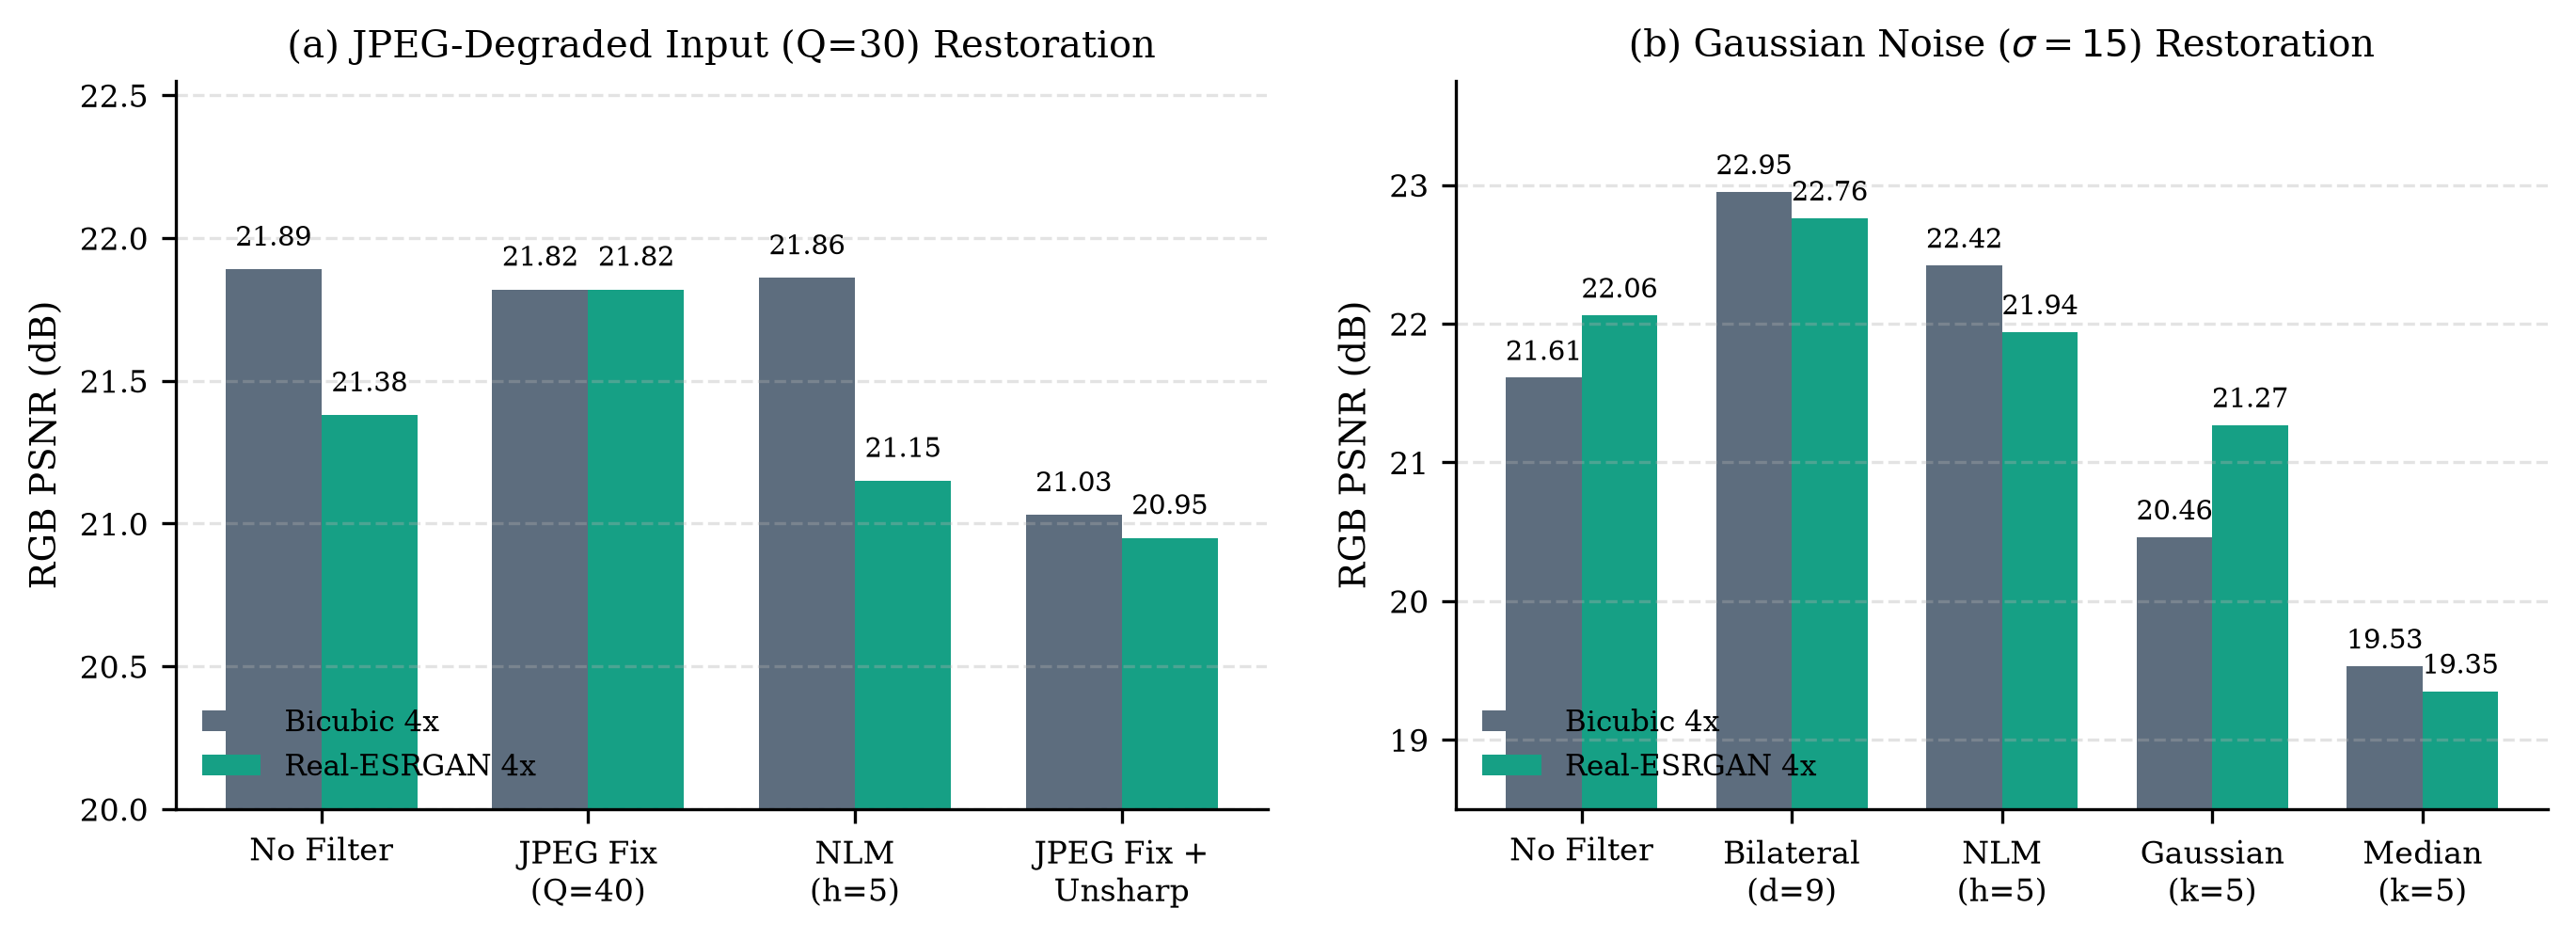 (a) JPEG-Degraded Input (Q=30) Restoration
RGB PSNR (dB)
22.5
22.0
21.5
21.0
20.5
20.0
21.89
21.38
21.82
21.82
21.86
21.15
21.03
20.95
Bicubic 4x
Real-ESRGAN 4x
No Filter
JPEG Fix
(Q=40)
NLM
(h=5)
JPEG Fix +
Unsharp
(b) Gaussian Noise (σ = 15) Restoration
RGB PSNR (dB)
23
22
21
20
19
21.61
22.06
22.95
22.76
22.42
21.94
20.46
21.27
19.53
19.35
Bicubic 4x
Real-ESRGAN 4x
No Filter
Bilateral
(d=9)
NLM
(h=5)
Gaussian
(k=5)
Median
(k=5)